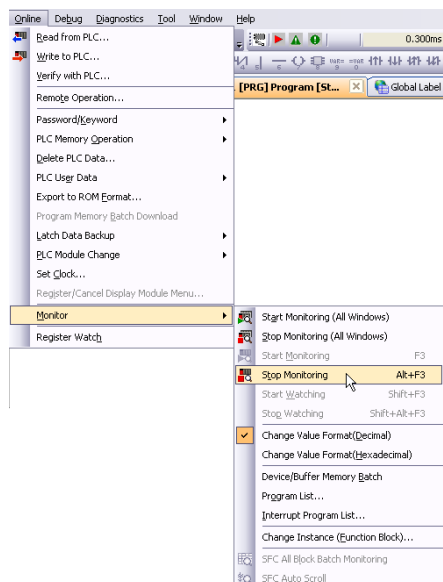 Online Debug Diagnostics Tool Window Help
Read from PLC...
Write to PLC...
0.300ms
Verify with PLC...
Remote Operation...
[PRG] Program [St... Global Label
Password/Keyword
PLC Memory Operation
Delete PLC Data...
PLC User Data
Export to ROM Format...
Program Memory Batch Download
Latch Data Backup
PLC Module Change
Set Clock...
Register/Cancel Display Module Menu...
Monitor
Register Watch
Start Monitoring (All Windows)
Stop Monitoring (All Windows)
Start Monitoring F3
Stop Monitoring Alt+F3
Start Watching Shift+F3
Stop Watching Shift+Alt+F3
Change Value Format(Decimal)
Change Value Format(Hexadecimal)
Device/Buffer Memory Batch
Program List...
Interrupt Program List...
Change Instance (Function Block)...
SFC All Block Batch Monitoring
SFC Auto Scroll